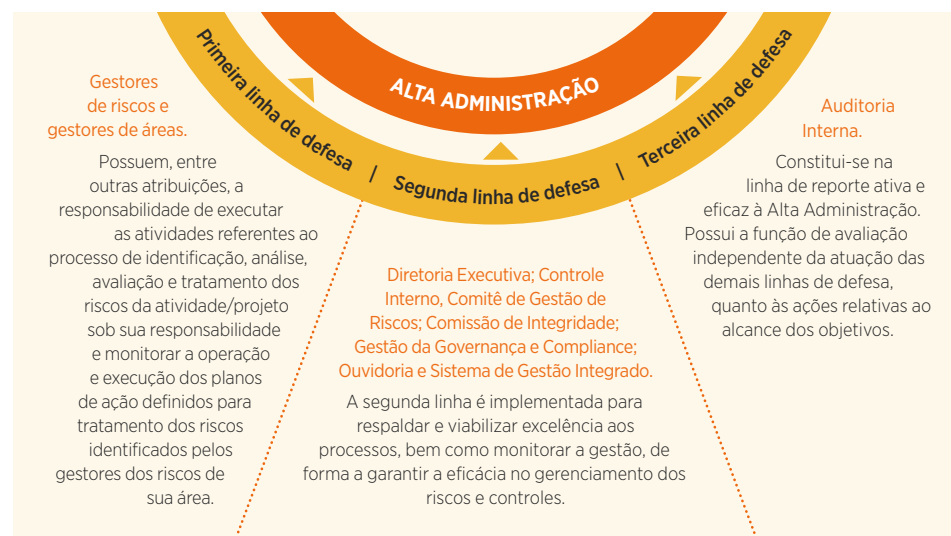 ALTA ADMINISTRAÇÃO
Primeira linha de defesa | Segunda linha de defesa | Terceira linha de defesa
Gestores
de riscos e
gestores de áreas.
Possuem, entre
outras atribuições, a
responsabilidade de executar
as atividades referentes ao
processo de identificação, análise,
avaliação e tratamento dos
riscos da atividade/projeto
sob sua responsabilidade
e monitorar a operação
e execução dos planos
de ação definidos para
tratamento dos riscos
identificados pelos
gestores dos riscos de
sua área.
Diretoria Executiva; Controle
Interno, Comitê de Gestão de
Riscos; Comissão de Integridade;
Gestão da Governança e Compliance;
Ouvidoria e Sistema de Gestão Integrado.
A segunda linha é implementada para
respaldar e viabilizar excelência aos
processos, bem como monitorar a gestão, de
forma a garantir a eficácia no gerenciamento dos
riscos e controles.
Auditoria
Interna.
Constitui-se na
linha de reporte ativa e
eficaz à Alta Administração.
Possui a função de avaliação
independente da atuação das
demais linhas de defesa,
quanto às ações relativas ao
alcance dos objetivos.